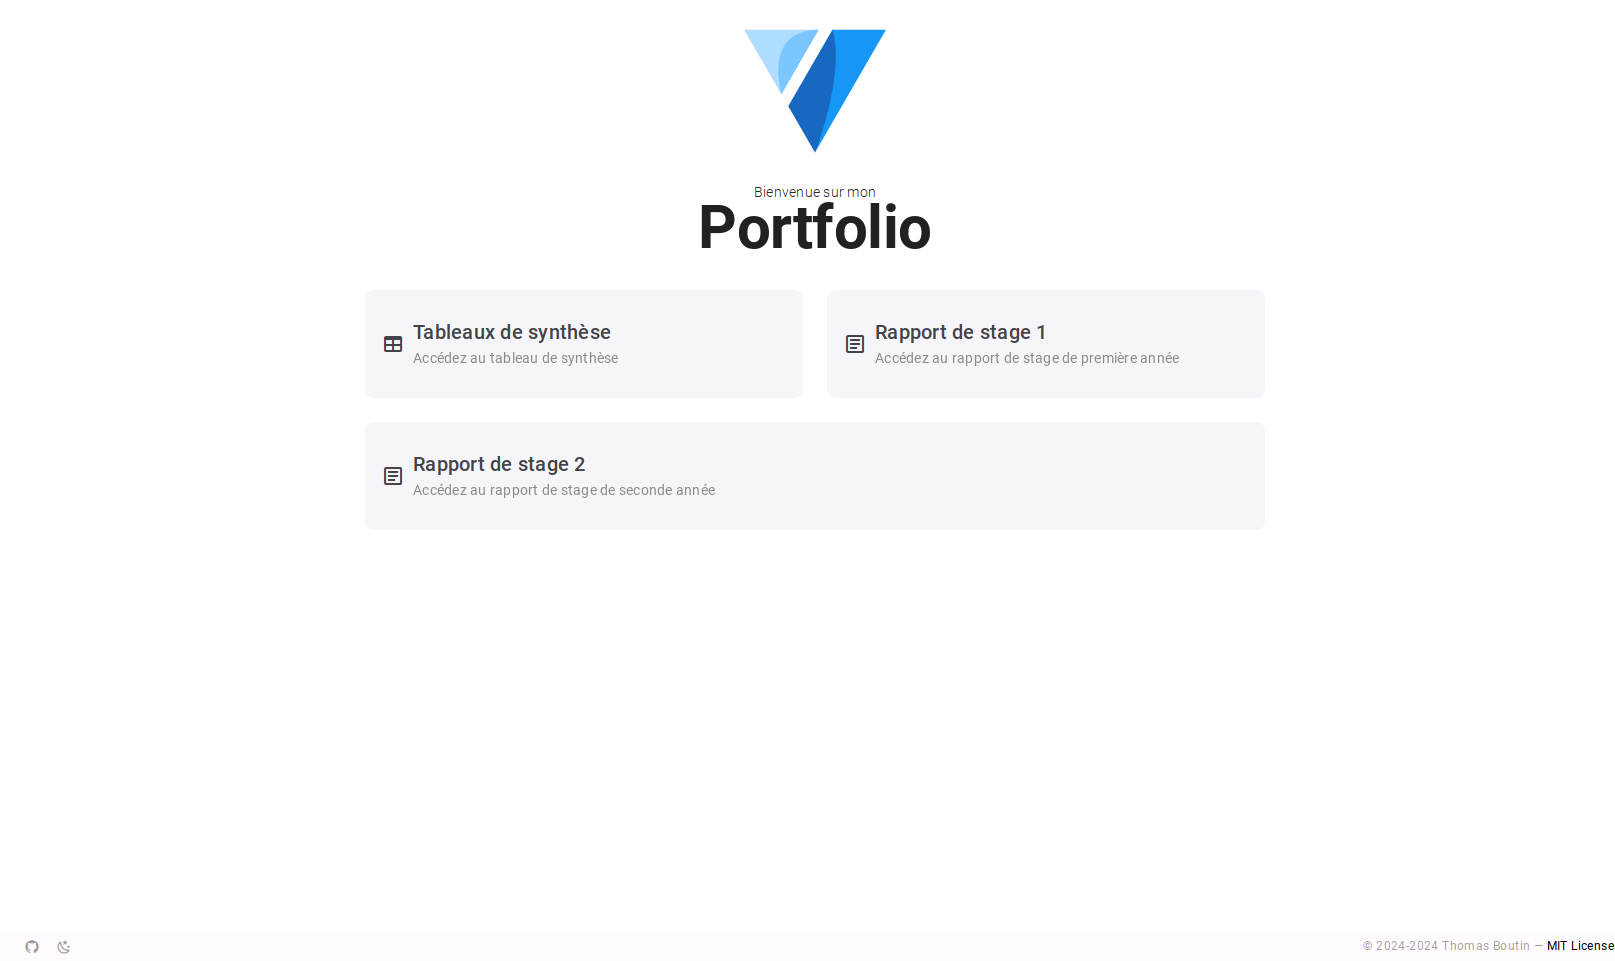 Bienvenue sur mon
Portfolio
Tableaux de synthèse
Accédez au tableau de synthèse
Rapport de stage 1
Accédez au rapport de stage de première année
Rapport de stage 2
Accédez au rapport de stage de seconde année
© 2024-2024 Thomas Boutin — MIT License